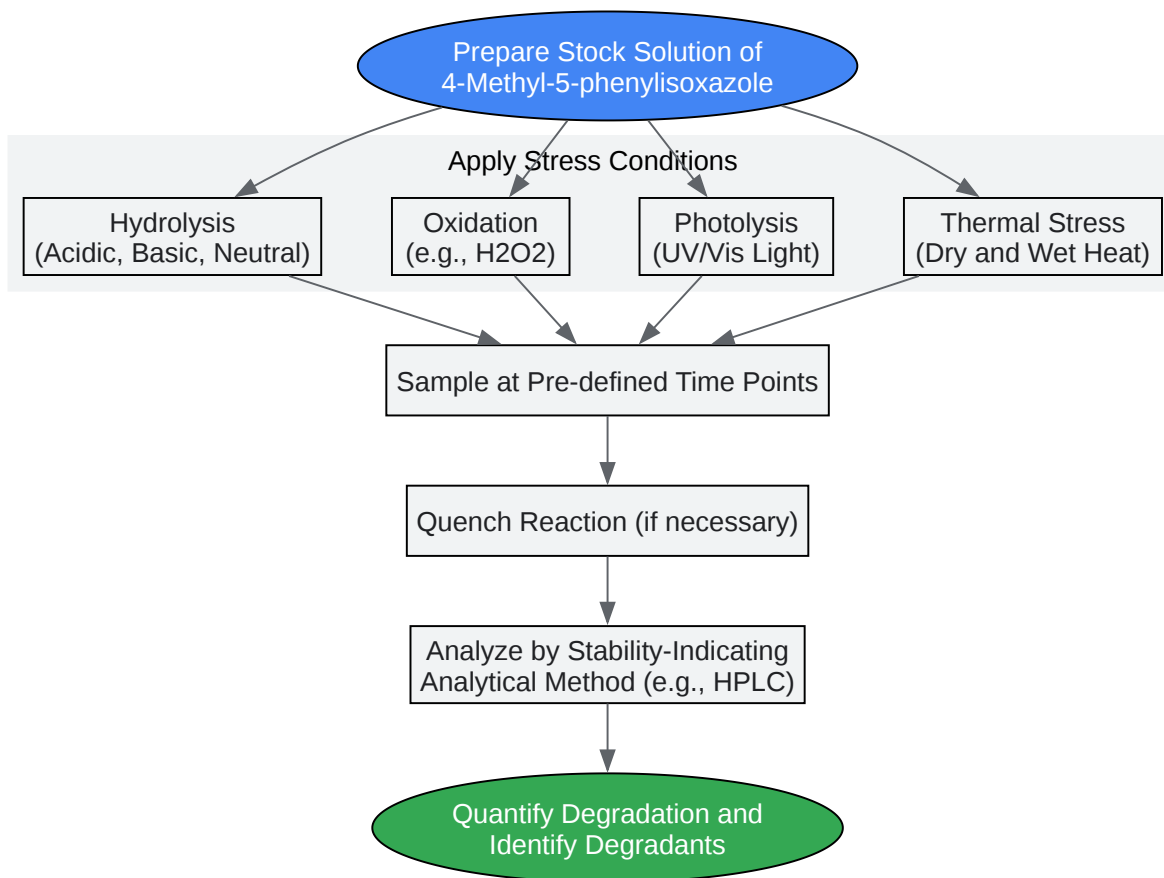 Prepare Stock Solution of
4-Methyl-5-phenylisoxazole
Apply Stress Conditions
Hydrolysis
(Acidic, Basic, Neutral)
Oxidation
(e.g., H2O2)
Photolysis
(UV/Vis Light)
Thermal Stress
(Dry and Wet Heat)
Sample at Pre-defined Time Points
Quench Reaction (if necessary)
Analyze by Stability-Indicating
Analytical Method (e.g., HPLC)
Quantify Degradation and
Identify Degradants